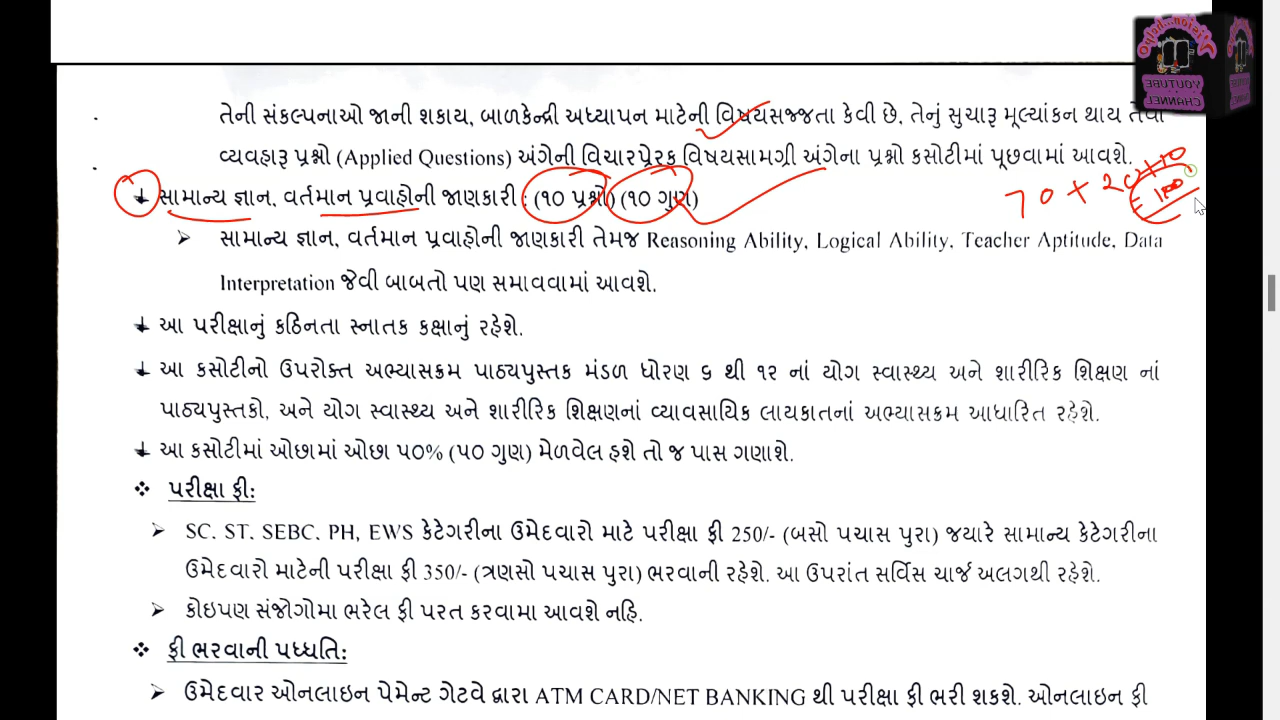 તેની સંકલ્પનાઓ જાની શકાય, બાળકેન્દ્રી અધ્યાપન માટેની વિષયસજ્જતા કેવી છે, તેનું સુચારૂ મૂલ્યાંકન થાય તેવા
વ્યવહારૂ પ્રશ્નો (Applied Questions) અંગેની વિચારપ્રેરક વિષયસામગ્રી અંગેના પ્રશ્નો કસોટીમાં પૂછવામાં આવશે.
સામાન્ય જ્ઞાન, વર્તમાન પ્રવાહોની જાણકારી : (૧૦ પ્રશ્નો) (૧૦ ગુણ)
70 + 20 + 10
100
➤ સામાન્ય જ્ઞાન, વર્તમાન પ્રવાહોની જાણકારી તેમજ Reasoning Ability, Logical Ability, Teacher Aptitude, Data
Interpretation જેવી બાબતો પણ સમાવવામાં આવશે.
આ પરીક્ષાનું કઠિનતા સ્નાતક કક્ષાનું રહેશે.
આ કસોટીનો ઉપરોક્ત અભ્યાસક્રમ પાઠ્યપુસ્તક મંડળ ધોરણ ૬ થી ૧૨ નાં યોગ સ્વાસ્થ્ય અને શારીરિક શિક્ષણ નાં
પાઠ્યપુસ્તકો, અને યોગ સ્વાસ્થ્ય અને શારીરિક શિક્ષણનાં વ્યાવસાયિક લાયકાતનાં અભ્યાસક્રમ આધારિત રહેશે.
આ કસોટીમાં ઓછામાં ઓછા ૫૦% (૫૦ ગુણ) મેળવેલ હશે તો જ પાસ ગણાશે.
❖ પરીક્ષા ફી:
➤ SC, ST, SEBC, PH, EWS કેટેગરીના ઉમેદવારો માટે પરીક્ષા ફી 250/- (બસો પચાસ પુરા) જયારે સામાન્ય કેટેગરીના
ઉમેદવારો માટેની પરીક્ષા ફી 350/- (ત્રણસો પચાસ પુરા) ભરવાની રહેશે. આ ઉપરાંત સર્વિસ ચાર્જ અલગથી રહેશે.
➤ કોઇપણ સંજોગોમા ભરેલ ફી પરત કરવામા આવશે નહિ.
❖ ફી ભરવાની પધ્ધતિ:
➤ ઉમેદવાર ઓનલાઇન પેમેન્ટ ગેટવે દ્વારા ATM CARD/NET BANKING થી પરીક્ષા ફી ભરી શકશે. ઓનલાઇન ફી
YOUTUBE
CHANNEL